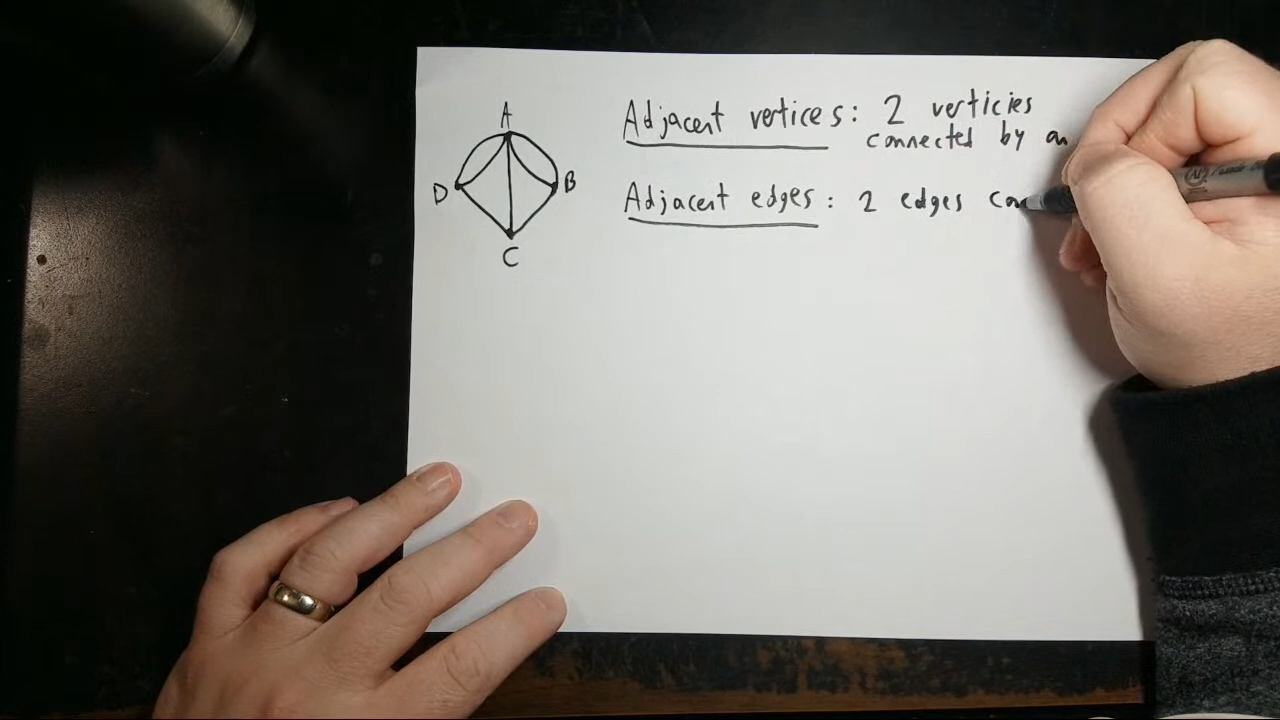 A
D
B
C
Adjacent vertices: 2 verticies
connected by an
Adjacent edges: 2 edges